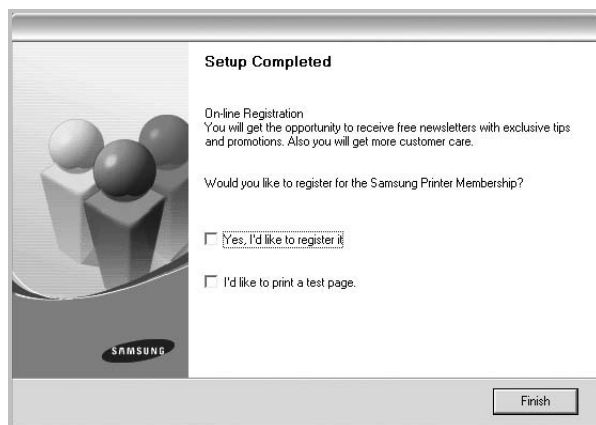 Setup Completed
On-line Registration
You will get the opportunity to receive free newsletters with exclusive tips
and promotions. Also you will get more customer care.
Would you like to register for the Samsung Printer Membership?
Yes, I'd like to register it
I'd like to print a test page.
SAMSUNG
Finish